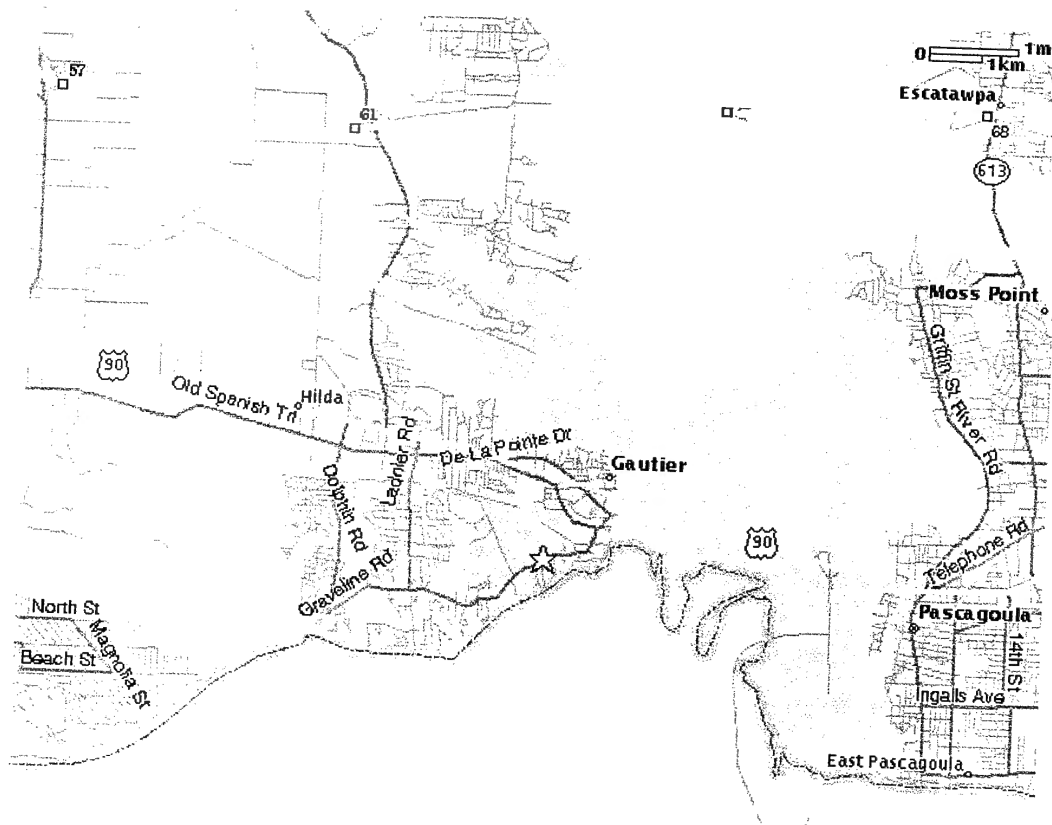 57
61
0 1m
1km
Escatawpa
68
613
Moss Point
90
Griffin St River Rd
Old Spanish Trl
Hilda
Ladnier Rd
De La Pointe Dr
Gautier
Dolphin Rd
90
Telephone Rd
Graveline Rd
North St
Magnolia St
Beach St
Pascagoula
14th St
Ingalls Ave
East Pascagoula